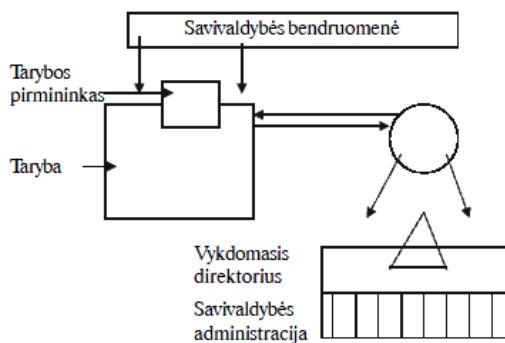 Savivaldybės bendruomenė
Tarybos
pirmininkas
Taryba
Vykdomasis
direktorius
Savivaldybės
administracija